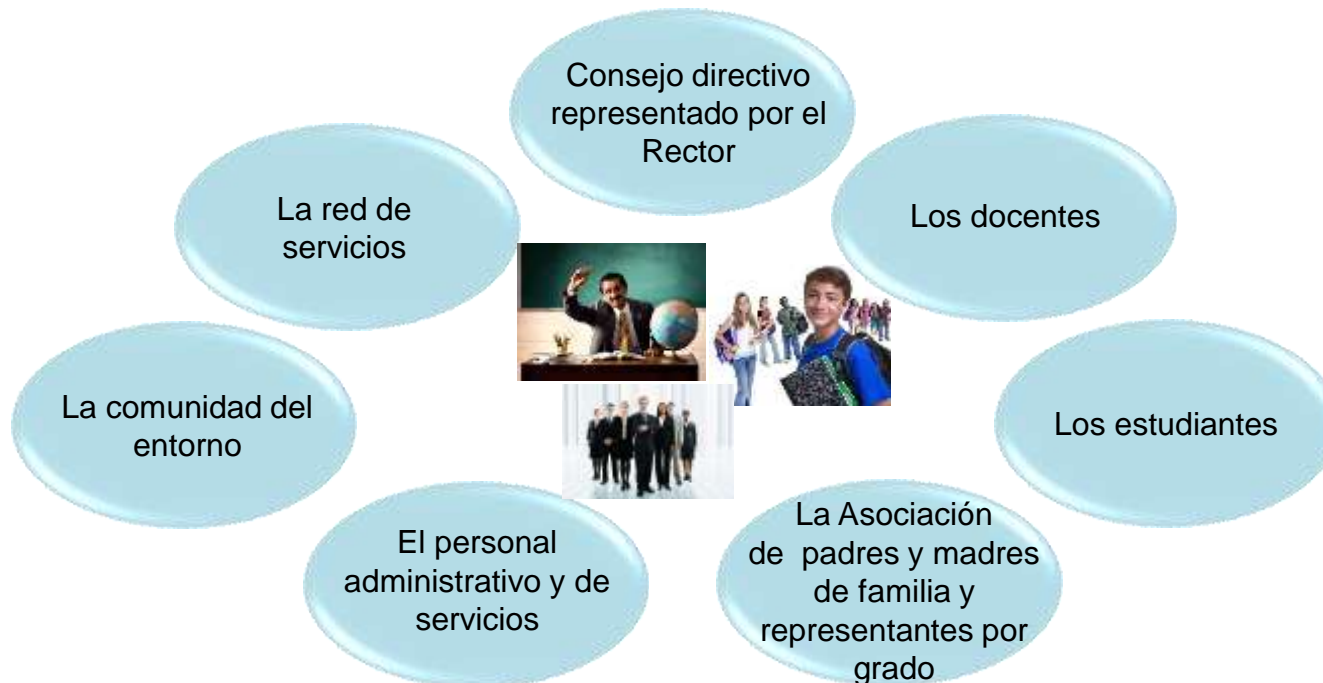 Consejo directivo
representado por el
Rector
La red de
servicios
Los docentes
La comunidad del
entorno
Los estudiantes
El personal
administrativo y de
servicios
La Asociación
de padres y madres
de familia y
representantes por
grado